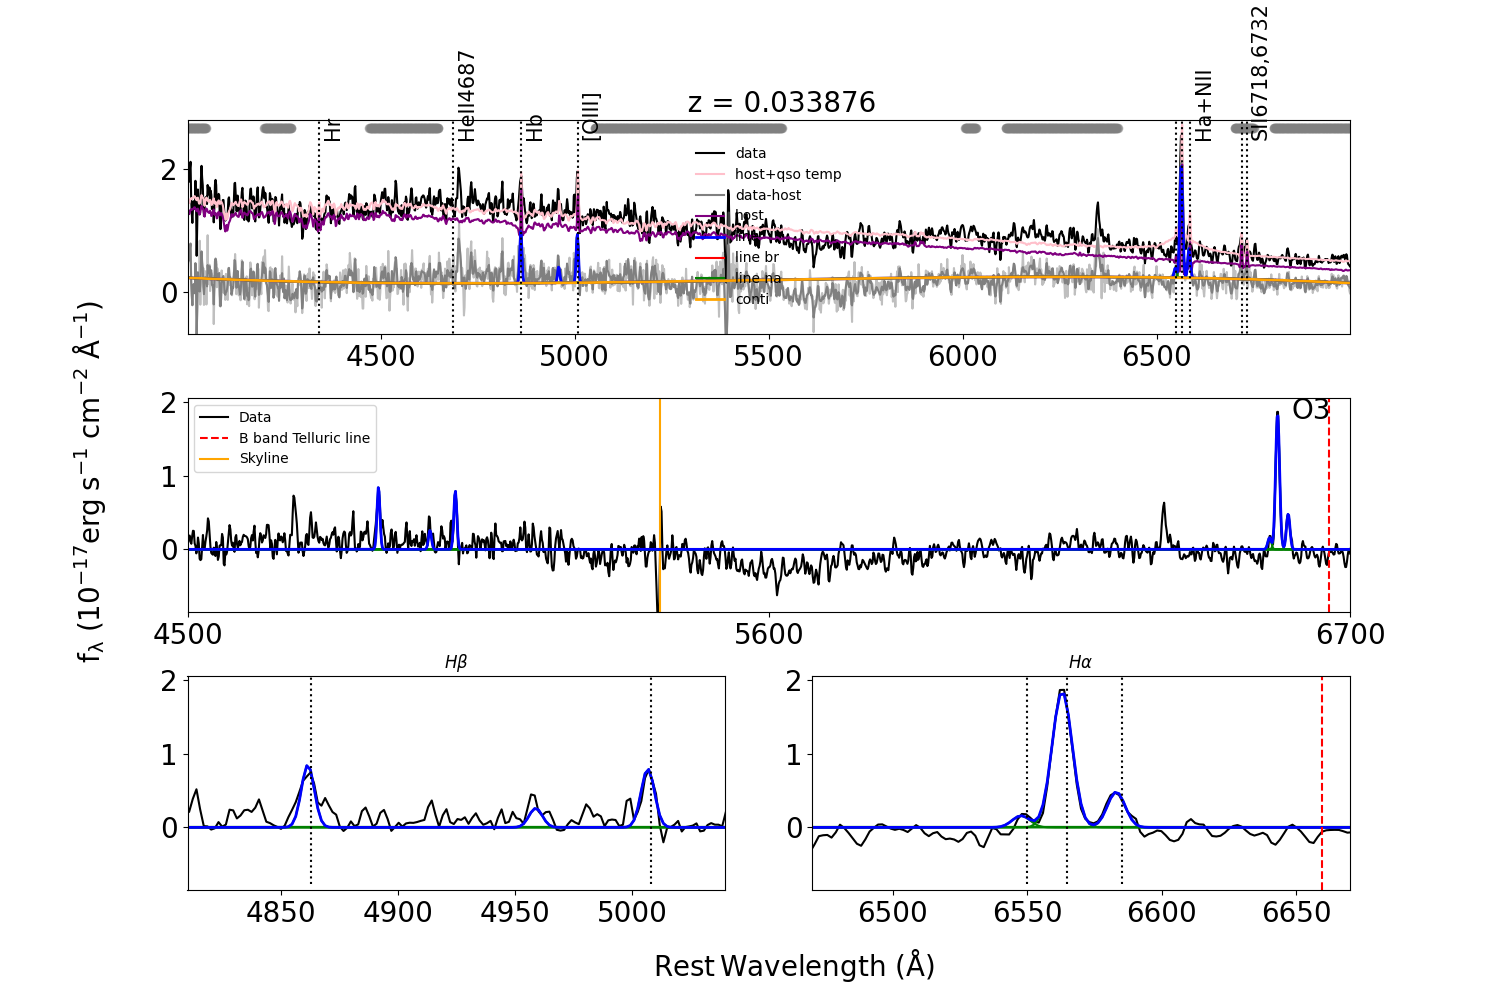 z = 0.033876
Hr
HeII4687
Hb
[OIII]
Ha+NII
SII6718,6732
data
host+qso temp
data-host
host
line br
line na
conti
2
0
4500
5000
5500
6000
6500
fλ (10⁻¹⁷erg s⁻¹ cm⁻² Å⁻¹)
Data
B band Telluric line
Skyline
O3
2
1
0
4500
5600
6700
Hβ
2
1
0
4850
4900
4950
5000
Hα
2
1
0
6500
6550
6600
6650
Rest Wavelength (Å)